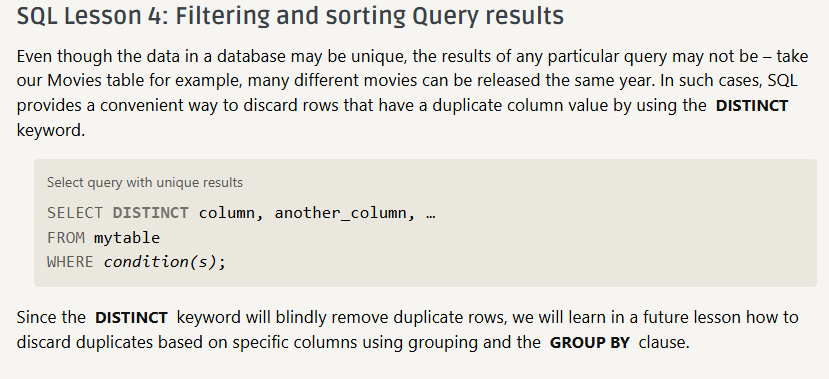 SQL Lesson 4: Filtering and sorting Query results
Even though the data in a database may be unique, the results of any particular query may not be – take
our Movies table for example, many different movies can be released the same year. In such cases, SQL
provides a convenient way to discard rows that have a duplicate column value by using the DISTINCT
keyword.
Select query with unique results
SELECT DISTINCT column, another_column, …
FROM mytable
WHERE condition(s);
Since the DISTINCT keyword will blindly remove duplicate rows, we will learn in a future lesson how to
discard duplicates based on specific columns using grouping and the GROUP BY clause.